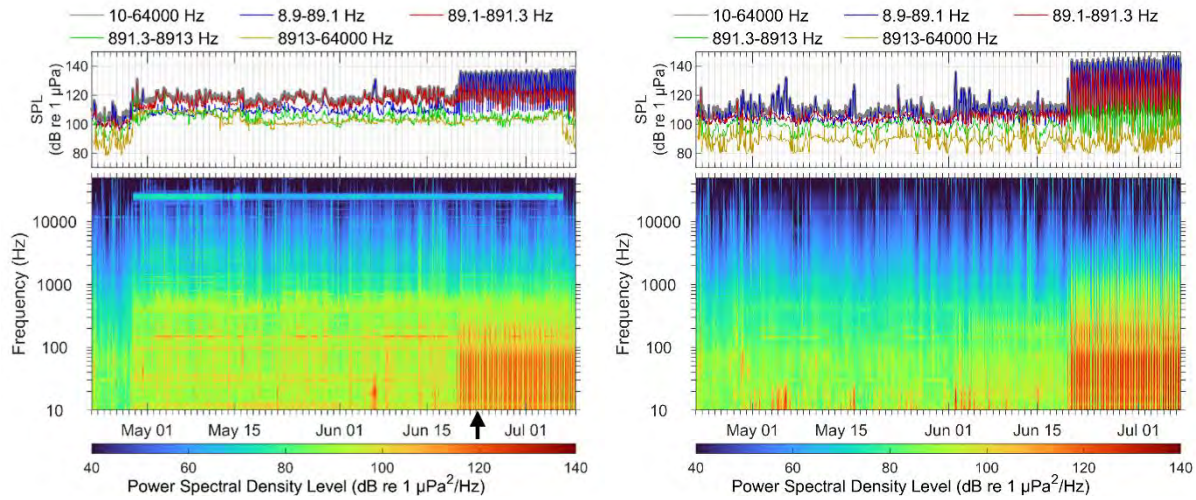 10-64000 Hz 8.9-89.1 Hz 89.1-891.3 Hz
891.3-8913 Hz 8913-64000 Hz
SPL
(dB re 1 µPa)
140
120
100
80
Frequency (Hz)
10000
1000
100
10
May 01 May 15 Jun 01 Jun 15 Jul 01
40 60 80 100 120 140
Power Spectral Density Level (dB re 1 µPa²/Hz)
10-64000 Hz 8.9-89.1 Hz 89.1-891.3 Hz
891.3-8913 Hz 8913-64000 Hz
SPL
(dB re 1 µPa)
140
120
100
80
Frequency (Hz)
10000
1000
100
10
May 01 May 15 Jun 01 Jun 15 Jul 01
40 60 80 100 120 140
Power Spectral Density Level (dB re 1 µPa²/Hz)